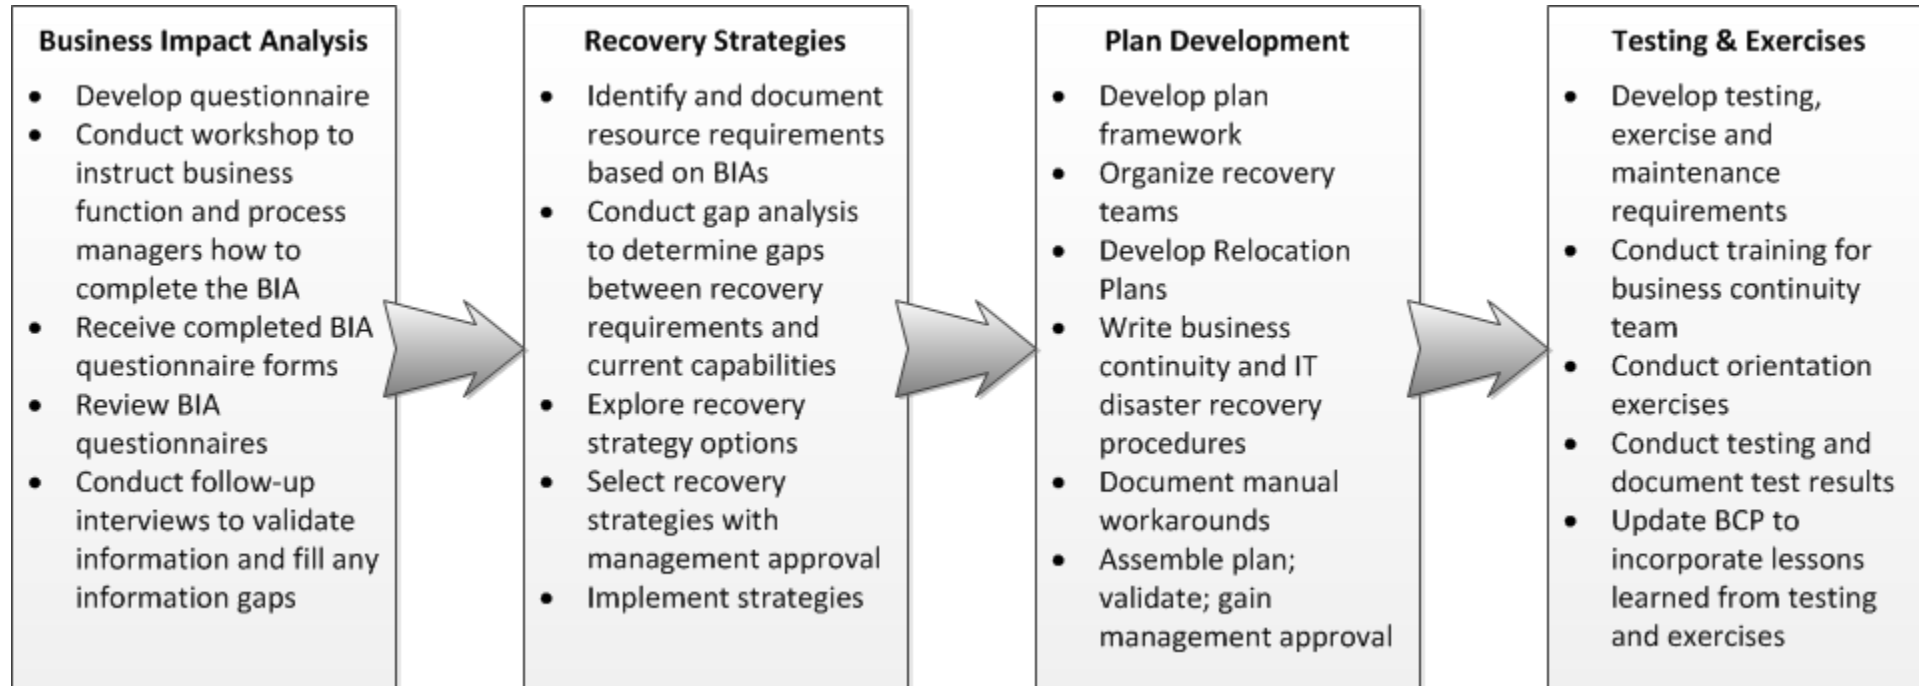 Business Impact Analysis
• Develop questionnaire
• Conduct workshop to
instruct business
function and process
managers how to
complete the BIA
• Receive completed BIA
questionnaire forms
• Review BIA
questionnaires
• Conduct follow-up
interviews to validate
information and fill any
information gaps
Recovery Strategies
• Identify and document
resource requirements
based on BIAs
• Conduct gap analysis
to determine gaps
between recovery
requirements and
current capabilities
• Explore recovery
strategy options
• Select recovery
strategies with
management approval
• Implement strategies
Plan Development
• Develop plan
framework
• Organize recovery
teams
• Develop Relocation
Plans
• Write business
continuity and IT
disaster recovery
procedures
• Document manual
workarounds
• Assemble plan;
validate; gain
management approval
Testing & Exercises
• Develop testing,
exercise and
maintenance
requirements
• Conduct training for
business continuity
team
• Conduct orientation
exercises
• Conduct testing and
document test results
• Update BCP to
incorporate lessons
learned from testing
and exercises